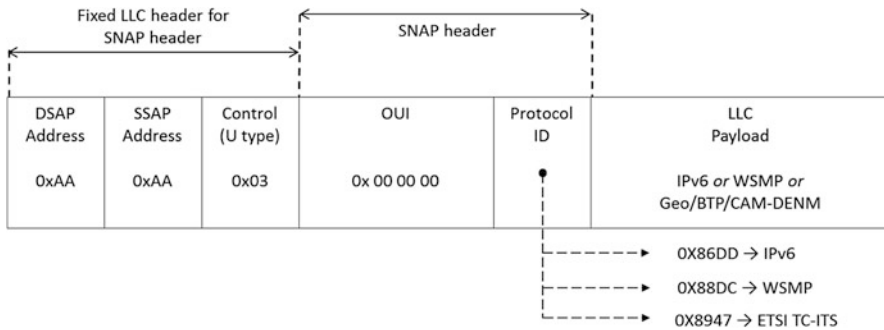 Fixed LLC header for
SNAP header
SNAP header
DSAP
Address
0xAA
SSAP
Address
0xAA
Control
(U type)
0x03
OUI
0x 00 00 00
Protocol
ID
LLC
Payload
IPv6 or WSMP or
Geo/BTP/CAM-DENM
0X86DD → IPv6
0X88DC → WSMP
0X8947 → ETSI TC-ITS